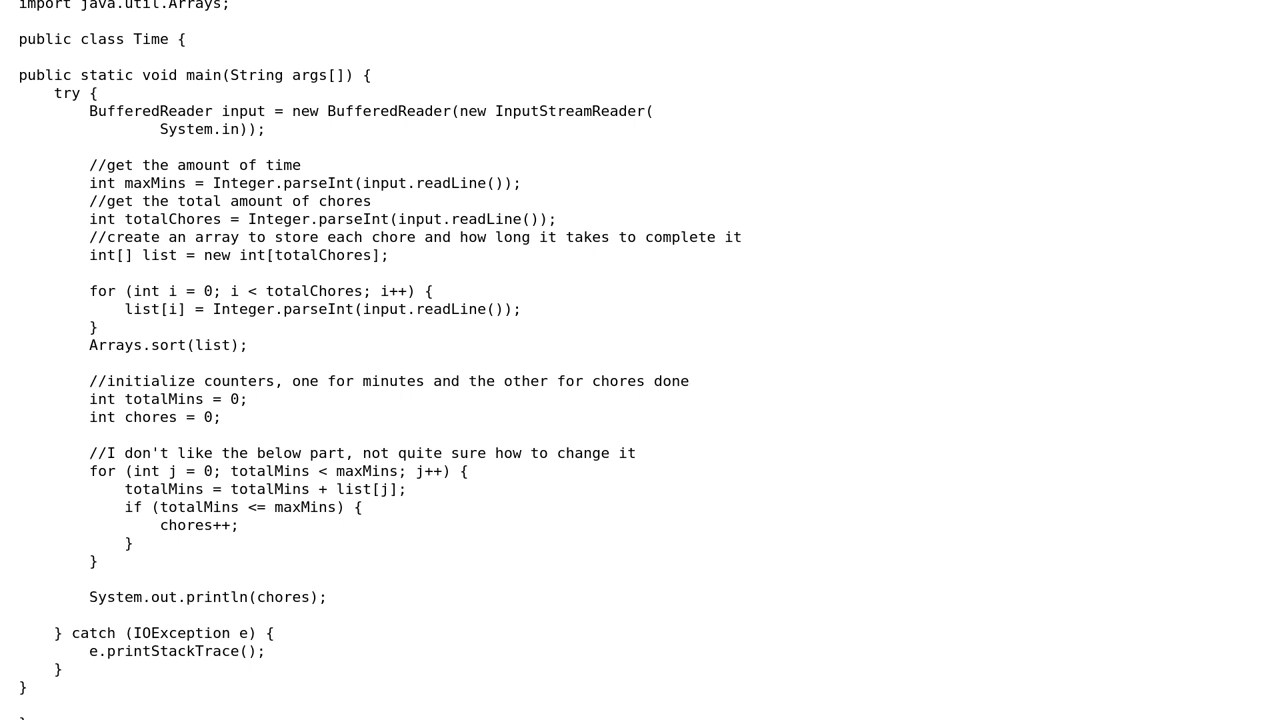 import java.util.Arrays;
public class Time {
public static void main(String args[]) {
try {
BufferedReader input = new BufferedReader(new InputStreamReader(
System.in));
//get the amount of time
int maxMins = Integer.parseInt(input.readLine());
//get the total amount of chores
int totalChores = Integer.parseInt(input.readLine());
//create an array to store each chore and how long it takes to complete it
int[] list = new int[totalChores];
for (int i = 0; i < totalChores; i++) {
list[i] = Integer.parseInt(input.readLine());
}
Arrays.sort(list);
//initialize counters, one for minutes and the other for chores done
int totalMins = 0;
int chores = 0;
//I don't like the below part, not quite sure how to change it
for (int j = 0; totalMins < maxMins; j++) {
totalMins = totalMins + list[j];
if (totalMins <= maxMins) {
chores++;
}
}
System.out.println(chores);
} catch (IOException e) {
e.printStackTrace();
}
}
}